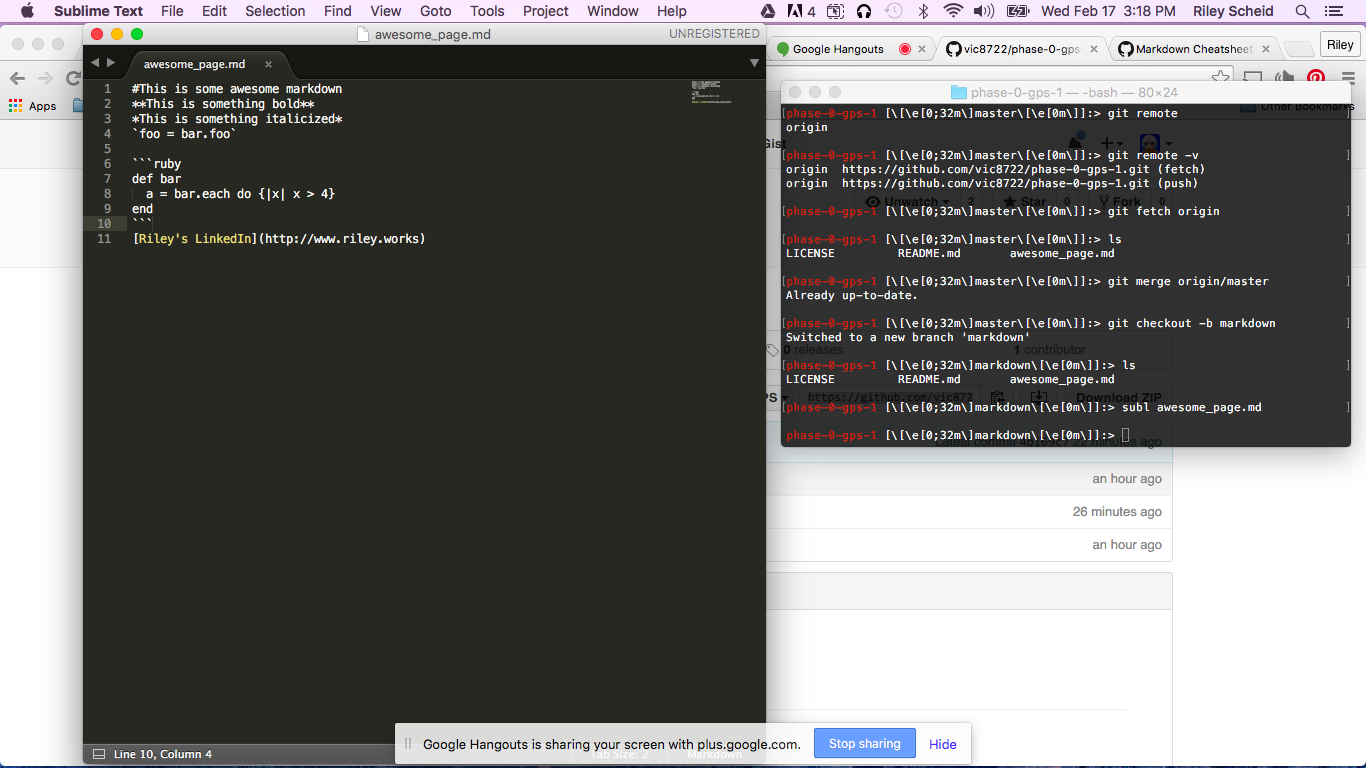 Sublime Text File Edit Selection Find View Goto Tools Project Window Help 4 Wed Feb 17 3:18 PM Riley Scheid
awesome_page.md UNREGISTERED
Google Hangouts × vic8722/phase-0-gps- × Markdown Cheatsheet × Riley
awesome_page.md ×
Apps
Other Bookmarks
1 #This is some awesome markdown
2 **This is something bold**
3 *This is something italicized*
4 `foo = bar.foo`
5
6 ```ruby
7 def bar
8 a = bar.each do {|x| x > 4}
9 end
10 ```
11 [Riley's LinkedIn](http://www.riley.works)
phase-0-gps-1 — -bash — 80×24
[phase-0-gps-1 [\[\e[0;32m\]master\[\e[0m\]]:> git remote ]
origin
[phase-0-gps-1 [\[\e[0;32m\]master\[\e[0m\]]:> git remote -v ]
origin https://github.com/vic8722/phase-0-gps-1.git (fetch)
origin https://github.com/vic8722/phase-0-gps-1.git (push)
[phase-0-gps-1 [\[\e[0;32m\]master\[\e[0m\]]:> git fetch origin ]
[phase-0-gps-1 [\[\e[0;32m\]master\[\e[0m\]]:> ls ]
LICENSE README.md awesome_page.md
[phase-0-gps-1 [\[\e[0;32m\]master\[\e[0m\]]:> git merge origin/master ]
Already up-to-date.
[phase-0-gps-1 [\[\e[0;32m\]master\[\e[0m\]]:> git checkout -b markdown ]
Switched to a new branch 'markdown'
[phase-0-gps-1 [\[\e[0;32m\]markdown\[\e[0m\]]:> ls ]
LICENSE README.md awesome_page.md
[phase-0-gps-1 [\[\e[0;32m\]markdown\[\e[0m\]]:> subl awesome_page.md ]
phase-0-gps-1 [\[\e[0;32m\]markdown\[\e[0m\]]:>
Gist
Unwatch 2 Star 0 Fork 0
0 releases 1 contributor
PS https://github.com/vic872 Download ZIP
Latest commit 22 minutes ago
an hour ago
26 minutes ago
an hour ago
Google Hangouts is sharing your screen with plus.google.com. Stop sharing Hide
Line 10, Column 4 Tab Size: 2 Markdown